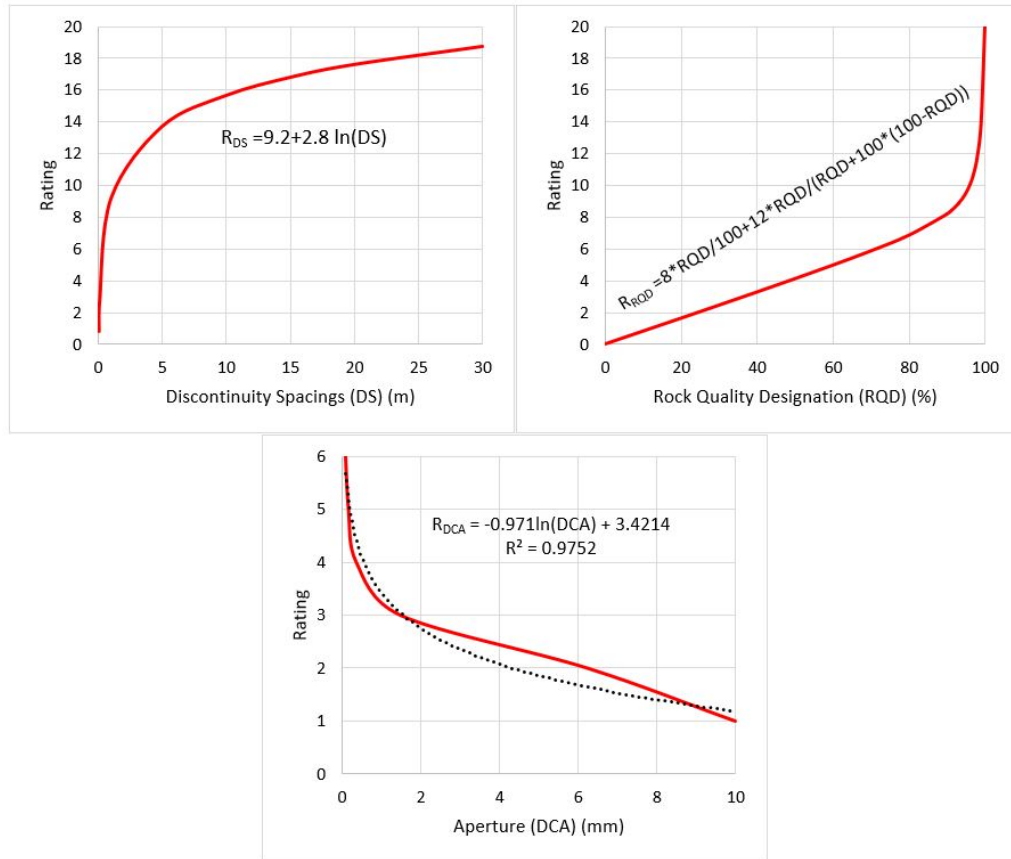 20
18
16
14
12
10
8
6
4
2
0
Rating
R_DS =9.2+2.8 ln(DS)
0 5 10 15 20 25 30
Discontinuity Spacings (DS) (m)
20
18
16
14
12
10
8
6
4
2
0
Rating
R_RQD =8*RQD/100+12*RQD/(RQD+100*(100-RQD))
0 20 40 60 80 100
Rock Quality Designation (RQD) (%)
6
5
4
3
2
1
0
Rating
R_DCA = -0.971ln(DCA) + 3.4214
R² = 0.9752
0 2 4 6 8 10
Aperture (DCA) (mm)